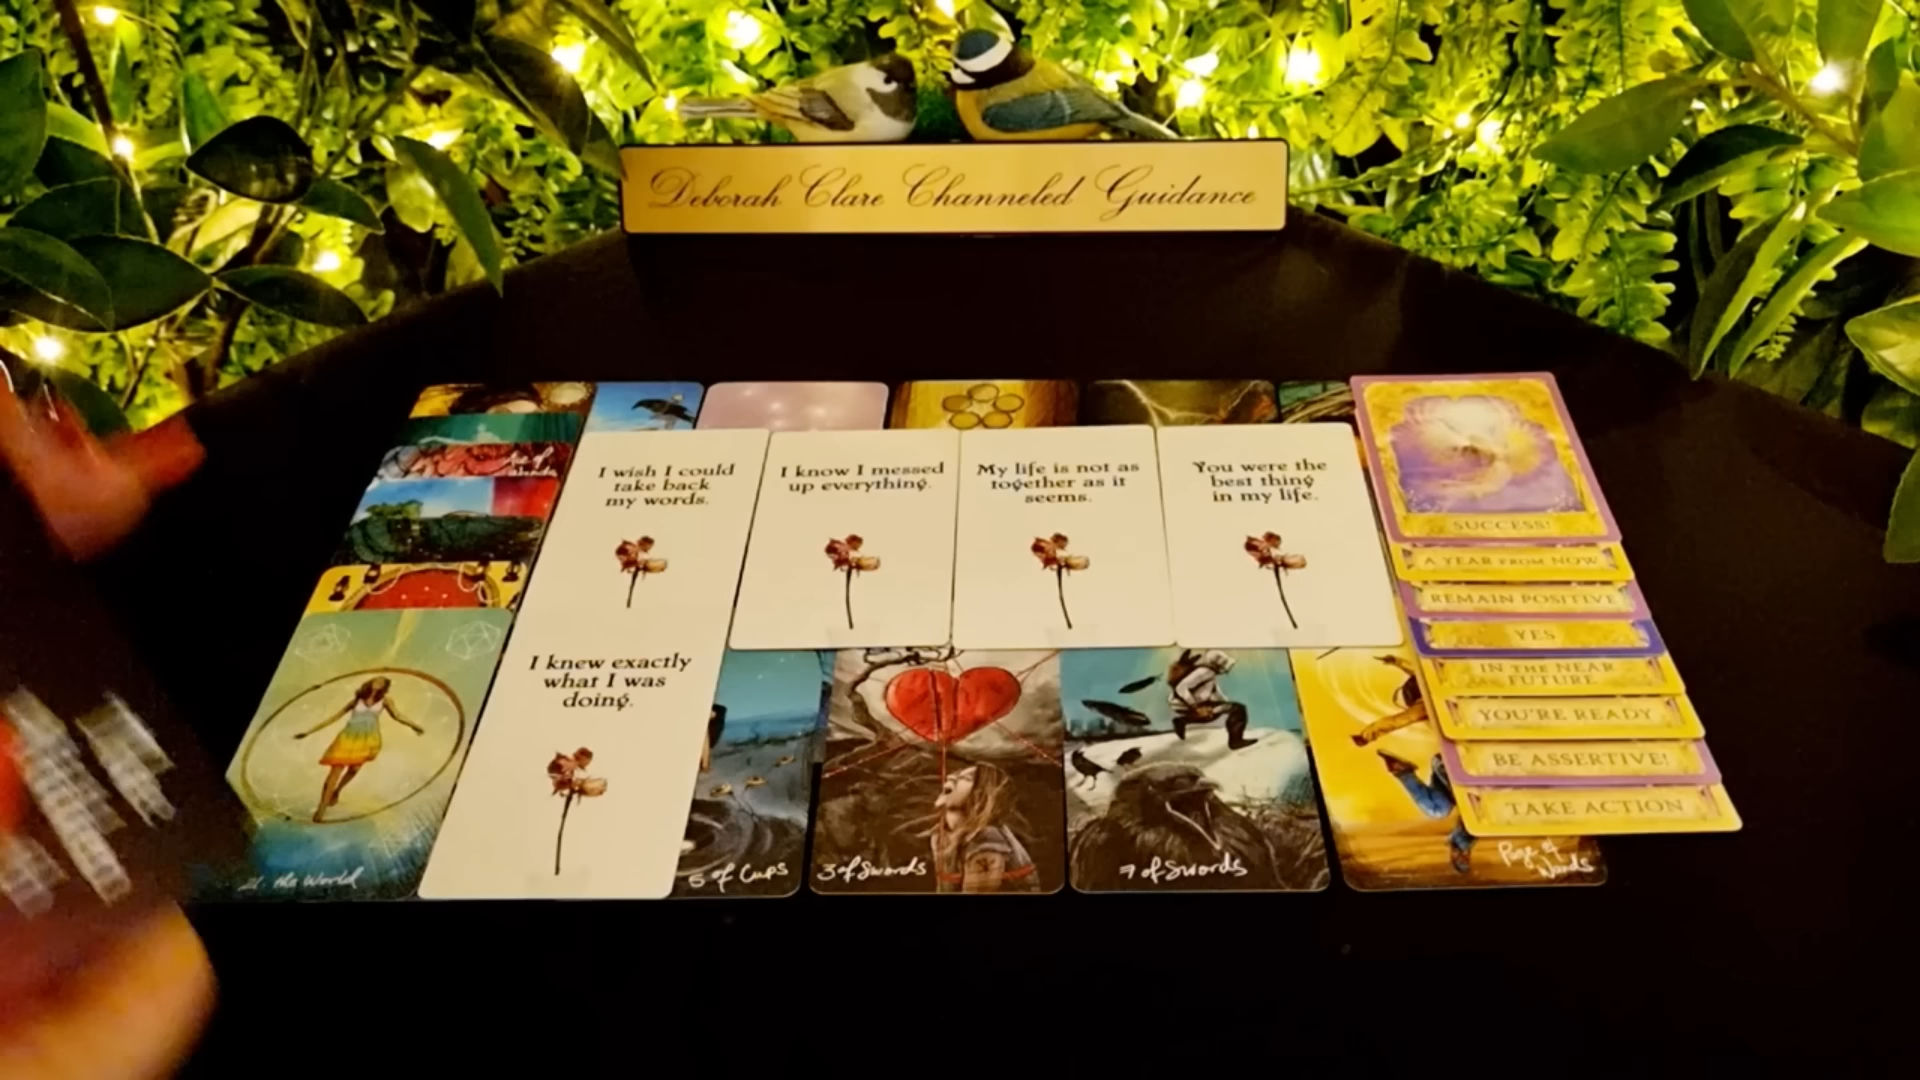 Deborah Clare Channeled Guidance
Ace of
Wands
I wish I could
take back
my words.
I know I messed
up everything.
My life is not as
together as it
seems.
You were the
best thing
in my life.
SUCCESS!
A YEAR FROM NOW
REMAIN POSITIVE
YES
IN THE NEAR
FUTURE
YOU'RE READY
BE ASSERTIVE!
TAKE ACTION
I knew exactly
what I was
doing.
21. the World
5 of Cups
3 of Swords
7 of Swords
Page of
Wands